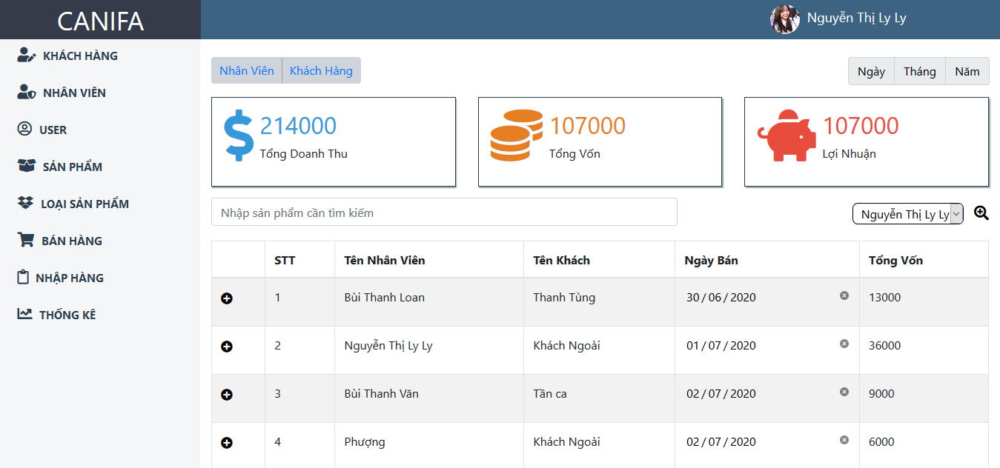 CANIFA
Nguyễn Thị Ly Ly
KHÁCH HÀNG
NHÂN VIÊN
USER
SẢN PHẨM
LOẠI SẢN PHẨM
BÁN HÀNG
NHẬP HÀNG
THỐNG KÊ
Nhân Viên Khách Hàng
Ngày Tháng Năm
214000
Tổng Doanh Thu
107000
Tổng Vốn
107000
Lợi Nhuận
Nhập sản phẩm cần tìm kiếm
Nguyễn Thị Ly Ly
STT Tên Nhân Viên Tên Khách Ngày Bán Tổng Vốn
1 Bùi Thanh Loan Thanh Tùng 30 / 06 / 2020 13000
2 Nguyễn Thị Ly Ly Khách Ngoài 01 / 07 / 2020 36000
3 Bùi Thanh Văn Tần ca 02 / 07 / 2020 9000
4 Phượng Khách Ngoài 02 / 07 / 2020 6000